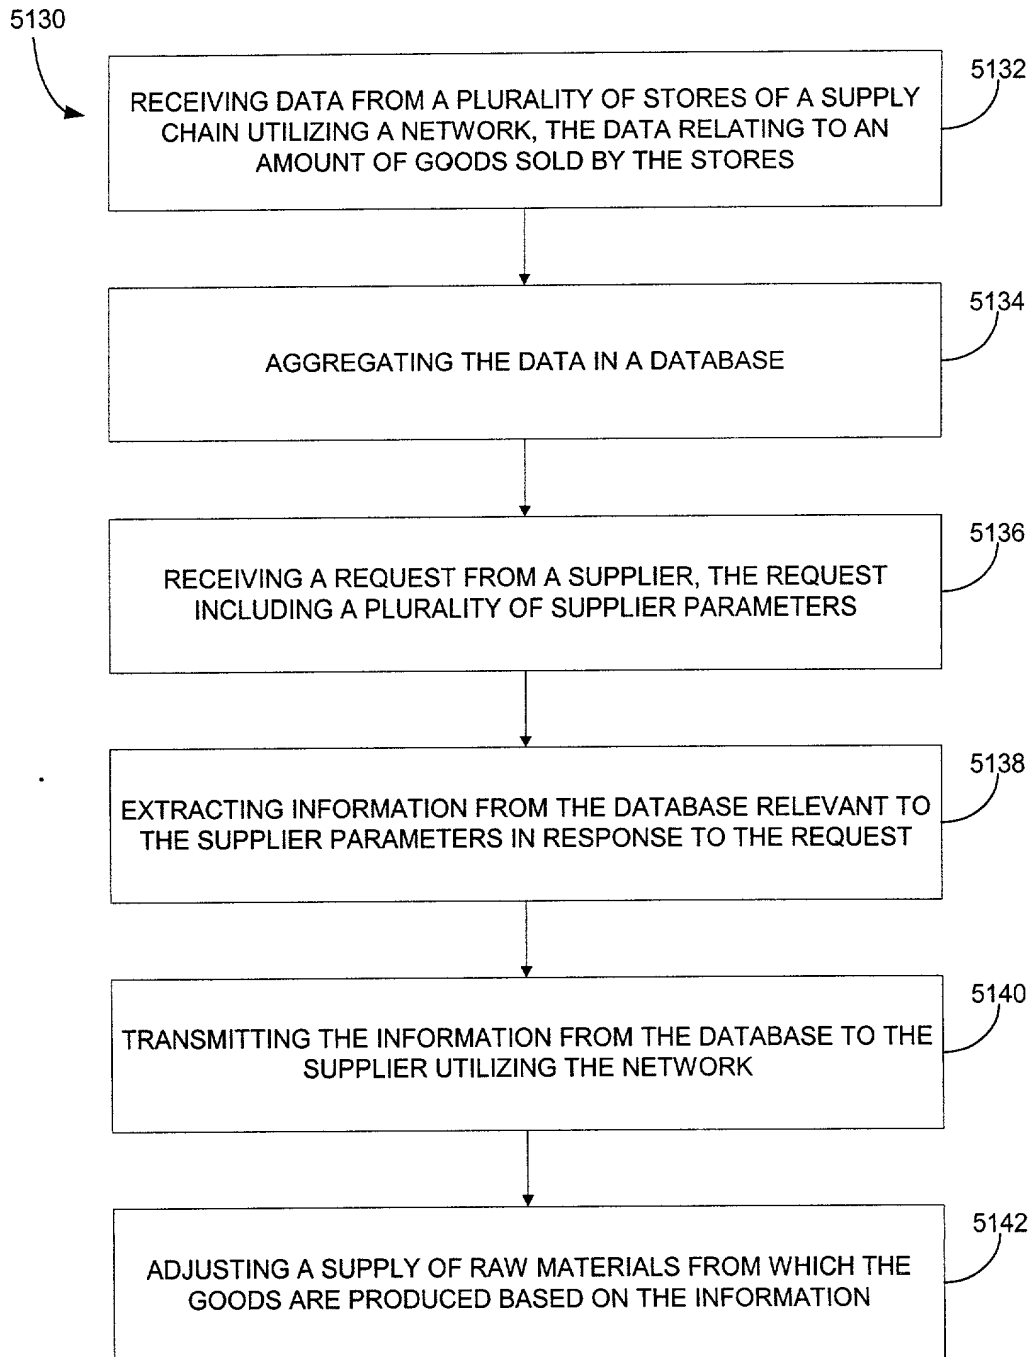 5130
5132
RECEIVING DATA FROM A PLURALITY OF STORES OF A SUPPLY
CHAIN UTILIZING A NETWORK, THE DATA RELATING TO AN
AMOUNT OF GOODS SOLD BY THE STORES
5134
AGGREGATING THE DATA IN A DATABASE
5136
RECEIVING A REQUEST FROM A SUPPLIER, THE REQUEST
INCLUDING A PLURALITY OF SUPPLIER PARAMETERS
5138
EXTRACTING INFORMATION FROM THE DATABASE RELEVANT TO
THE SUPPLIER PARAMETERS IN RESPONSE TO THE REQUEST
5140
TRANSMITTING THE INFORMATION FROM THE DATABASE TO THE
SUPPLIER UTILIZING THE NETWORK
5142
ADJUSTING A SUPPLY OF RAW MATERIALS FROM WHICH THE
GOODS ARE PRODUCED BASED ON THE INFORMATION